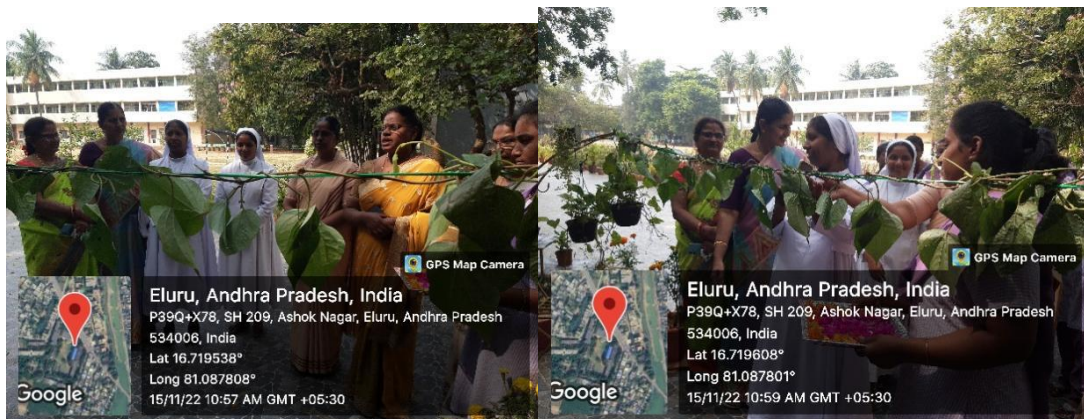 GPS Map Camera
Eluru, Andhra Pradesh, India
P39Q+X78, SH 209, Ashok Nagar, Eluru, Andhra Pradesh
534006, India
Lat 16.719538°
Long 81.087808°
15/11/22 10:57 AM GMT +05:30
Google
GPS Map Camera
Eluru, Andhra Pradesh, India
P39Q+X78, SH 209, Ashok Nagar, Eluru, Andhra Pradesh
534006, India
Lat 16.719608°
Long 81.087801°
15/11/22 10:59 AM GMT +05:30
Google